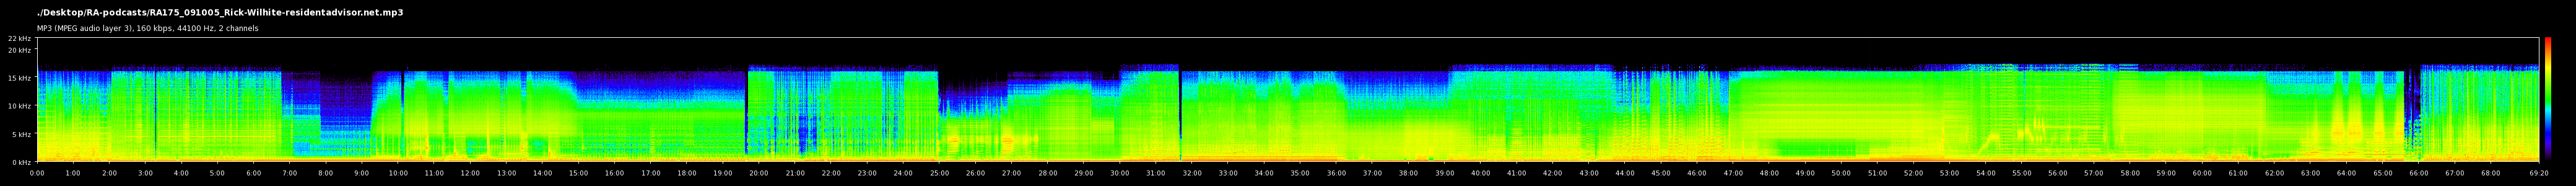 ./Desktop/RA-podcasts/RA175_091005_Rick-Wilhite-residentadvisor.net.mp3
MP3 (MPEG audio layer 3), 160 kbps, 44100 Hz, 2 channels
22 kHz
20 kHz
15 kHz
10 kHz
5 kHz
0 kHz
0:00 1:00 2:00 3:00 4:00 5:00 6:00 7:00 8:00 9:00 10:00 11:00 12:00 13:00 14:00 15:00 16:00 17:00 18:00 19:00 20:00 21:00 22:00 23:00 24:00 25:00 26:00 27:00 28:00 29:00 30:00 31:00 32:00 33:00 34:00 35:00 36:00 37:00 38:00 39:00 40:00 41:00 42:00 43:00 44:00 45:00 46:00 47:00 48:00 49:00 50:00 51:00 52:00 53:00 54:00 55:00 56:00 57:00 58:00 59:00 60:00 61:00 62:00 63:00 64:00 65:00 66:00 67:00 68:00 69:20